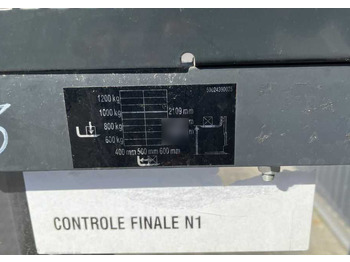 1200 kg
1000 kg 2109 mm
800 kg
600 kg
400 mm 500 mm 600 mm
CONTROLE FINALE N1